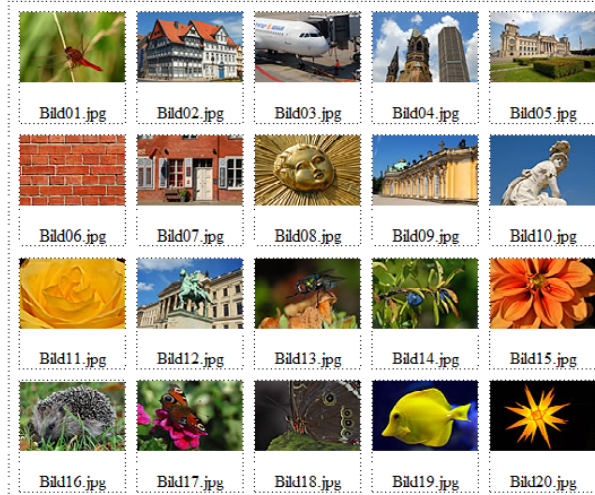 Bild01.jpg Bild02.jpg Bild03.jpg Bild04.jpg Bild05.jpg
Bild06.jpg Bild07.jpg Bild08.jpg Bild09.jpg Bild10.jpg
Bild11.jpg Bild12.jpg Bild13.jpg Bild14.jpg Bild15.jpg
Bild16.jpg Bild17.jpg Bild18.jpg Bild19.jpg Bild20.jpg